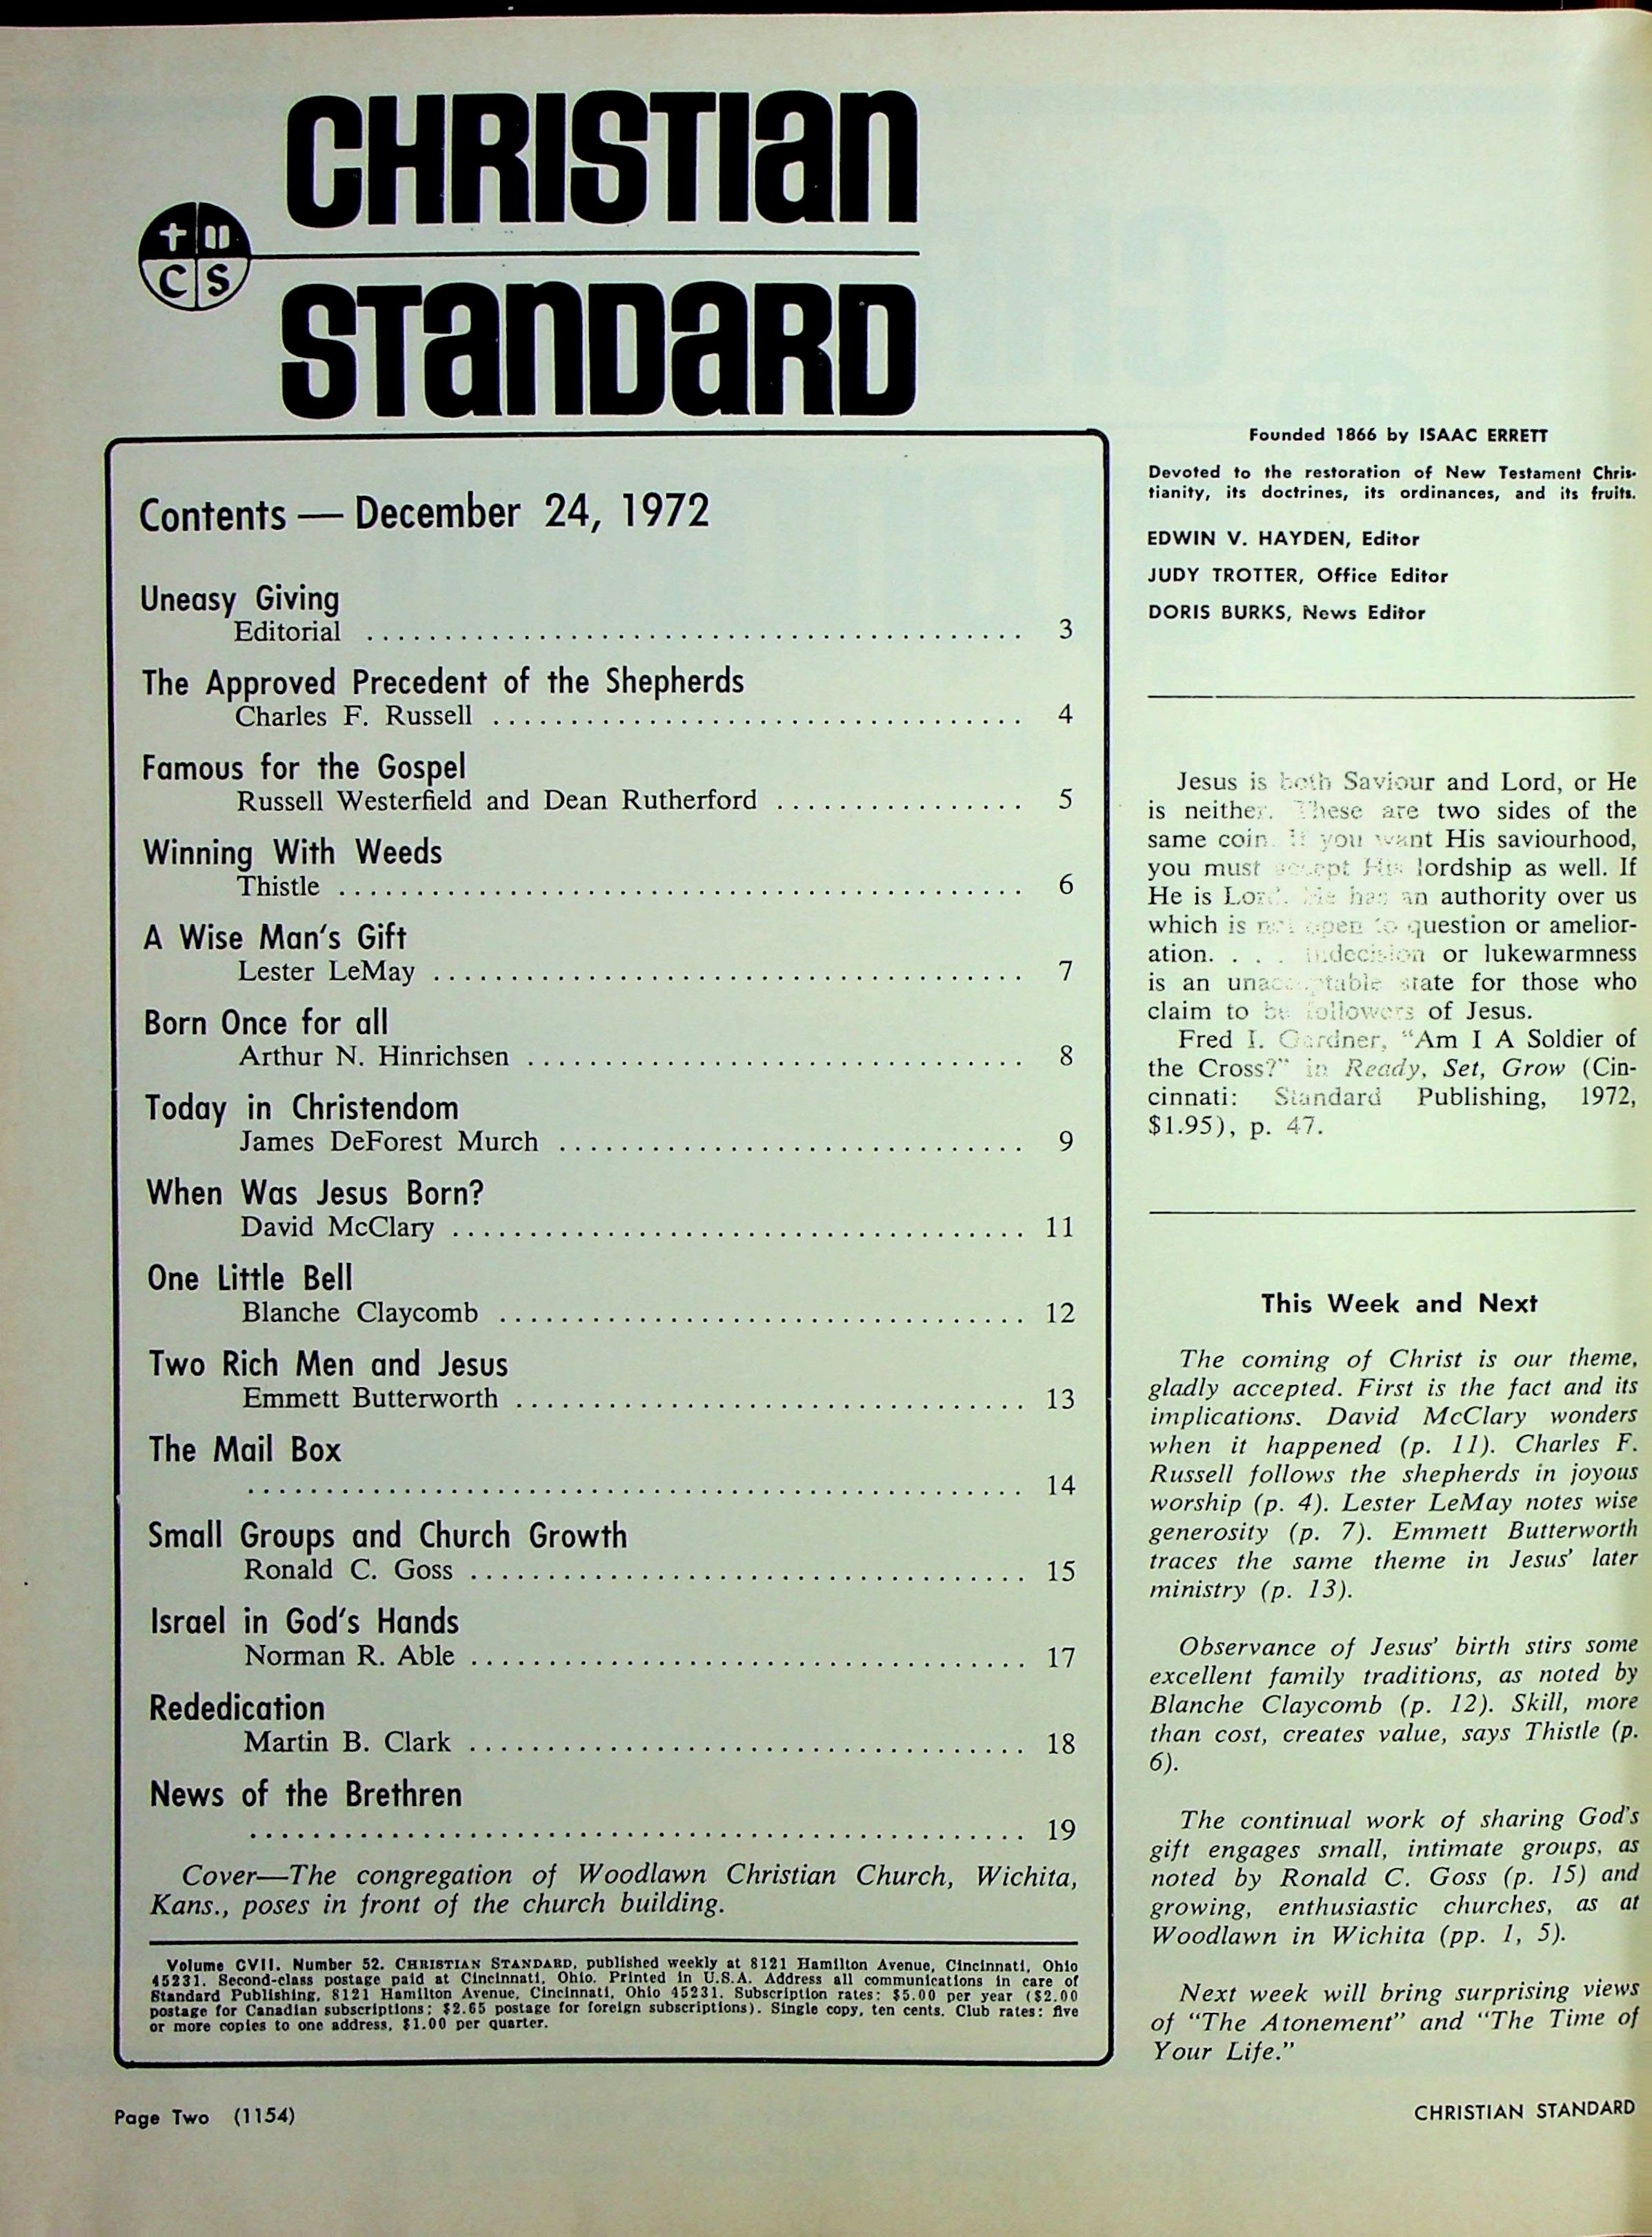 CHRISTIAN
STANDARD
C S
Contents — December 24, 1972
Uneasy Giving
Editorial ........................................ 3
The Approved Precedent of the Shepherds
Charles F. Russell ........................................ 4
Famous for the Gospel
Russell Westerfield and Dean Rutherford ................ 5
Winning With Weeds
Thistle ........................................ 6
A Wise Man's Gift
Lester LeMay ........................................ 7
Born Once for all
Arthur N. Hinrichsen ................................ 8
Today in Christendom
James DeForest Murch .............................. 9
When Was Jesus Born?
David McClary .................................... 11
One Little Bell
Blanche Claycomb .................................. 12
Two Rich Men and Jesus
Emmett Butterworth ................................ 13
The Mail Box
.................................................. 14
Small Groups and Church Growth
Ronald C. Goss .................................... 15
Israel in God's Hands
Norman R. Able .................................... 17
Rededication
Martin B. Clark .................................... 18
News of the Brethren
.................................................. 19
Cover—The congregation of Woodlawn Christian Church, Wichita,
Kans., poses in front of the church building.
Volume CVII. Number 52. CHRISTIAN STANDARD, published weekly at 8121 Hamilton Avenue, Cincinnati, Ohio
45231. Second-class postage paid at Cincinnati, Ohio. Printed in U.S.A. Address all communications in care of
Standard Publishing, 8121 Hamilton Avenue, Cincinnati, Ohio 45231. Subscription rates: $5.00 per year ($2.00
postage for Canadian subscriptions; $2.65 postage for foreign subscriptions). Single copy, ten cents. Club rates: five
or more copies to one address, $1.00 per quarter.
Founded 1866 by ISAAC ERRETT
Devoted to the restoration of New Testament Chris-
tianity, its doctrines, its ordinances, and its fruits.
EDWIN V. HAYDEN, Editor
JUDY TROTTER, Office Editor
DORIS BURKS, News Editor
Jesus is both Saviour and Lord, or He
is neither. These are two sides of the
same coin. If you want His saviourhood,
you must accept His lordship as well. If
He is Lord. He has an authority over us
which is not open to question or amelior-
ation. . . . indecision or lukewarmness
is an unacceptable state for those who
claim to be followers of Jesus.
Fred I. Gardner, "Am I A Soldier of
the Cross?" in Ready, Set, Grow (Cin-
cinnati: Standard Publishing, 1972,
$1.95), p. 47.
This Week and Next
The coming of Christ is our theme,
gladly accepted. First is the fact and its
implications. David McClary wonders
when it happened (p. 11). Charles F.
Russell follows the shepherds in joyous
worship (p. 4). Lester LeMay notes wise
generosity (p. 7). Emmett Butterworth
traces the same theme in Jesus' later
ministry (p. 13).
Observance of Jesus' birth stirs some
excellent family traditions, as noted by
Blanche Claycomb (p. 12). Skill, more
than cost, creates value, says Thistle (p.
6).
The continual work of sharing God's
gift engages small, intimate groups, as
noted by Ronald C. Goss (p. 15) and
growing, enthusiastic churches, as at
Woodlawn in Wichita (pp. 1, 5).
Next week will bring surprising views
of "The Atonement" and "The Time of
Your Life."
Page Two (1154)
CHRISTIAN STANDARD